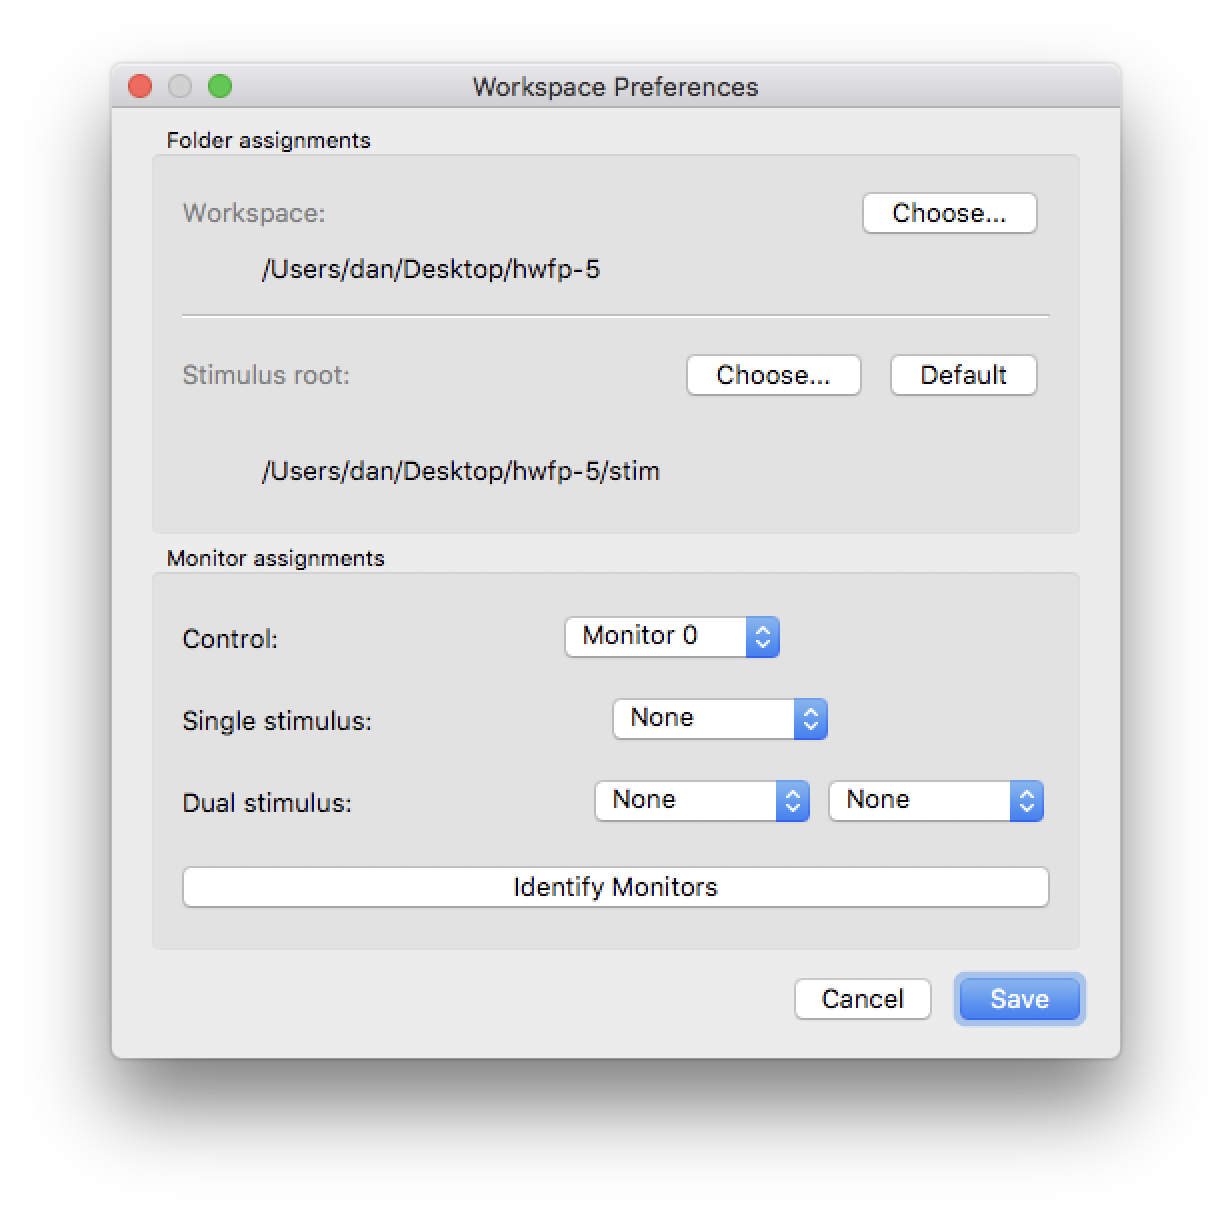 Workspace Preferences
Folder assignments
Workspace: Choose...
/Users/dan/Desktop/hwfp-5
Stimulus root: Choose... Default
/Users/dan/Desktop/hwfp-5/stim
Monitor assignments
Control: Monitor 0
Single stimulus: None
Dual stimulus: None None
Identify Monitors
Cancel Save